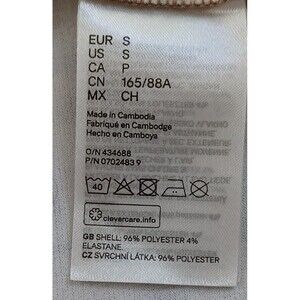 EUR S
US S
CA P
CN 165/88A
MX CH
Made in Cambodia
Fabriqué en Cambodge
Hecho en Camboya
O/N 434688
P/N 0702483 9
40
clevercare.info
GB SHELL: 96% POLYESTER 4%
ELASTANE.
CZ SVRCHNÍ LÁTKA: 96% POLYESTER